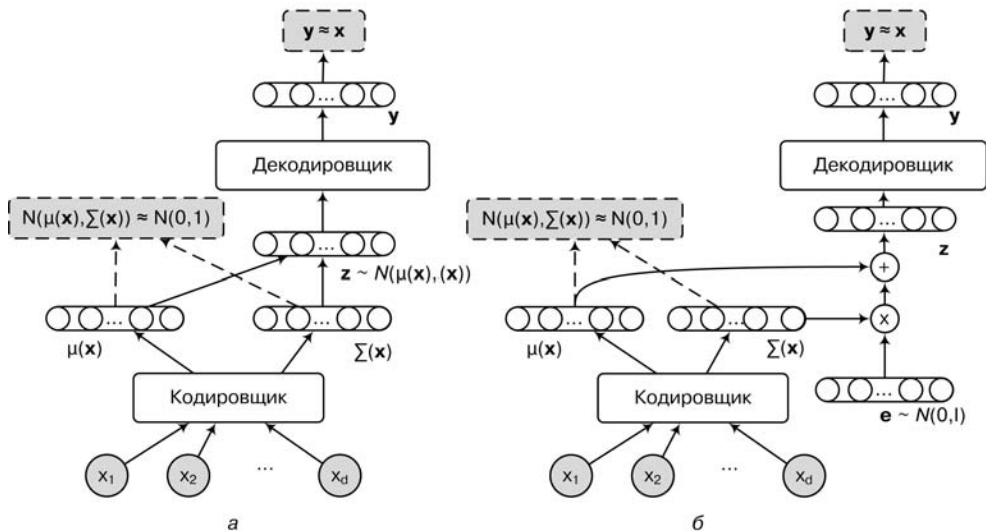 y ≈ x
...
y
Декодировщик
N(μ(x),∑(x)) ≈ N(0,1)
...
z ~ N(μ(x),(x))
...
μ(x)
...
∑(x)
Кодировщик
x1
x2
...
xd
а
y ≈ x
...
y
Декодировщик
N(μ(x),∑(x)) ≈ N(0,1)
...
z
+
...
μ(x)
...
∑(x)
x
...
e ~ N(0,I)
Кодировщик
x1
x2
...
xd
б